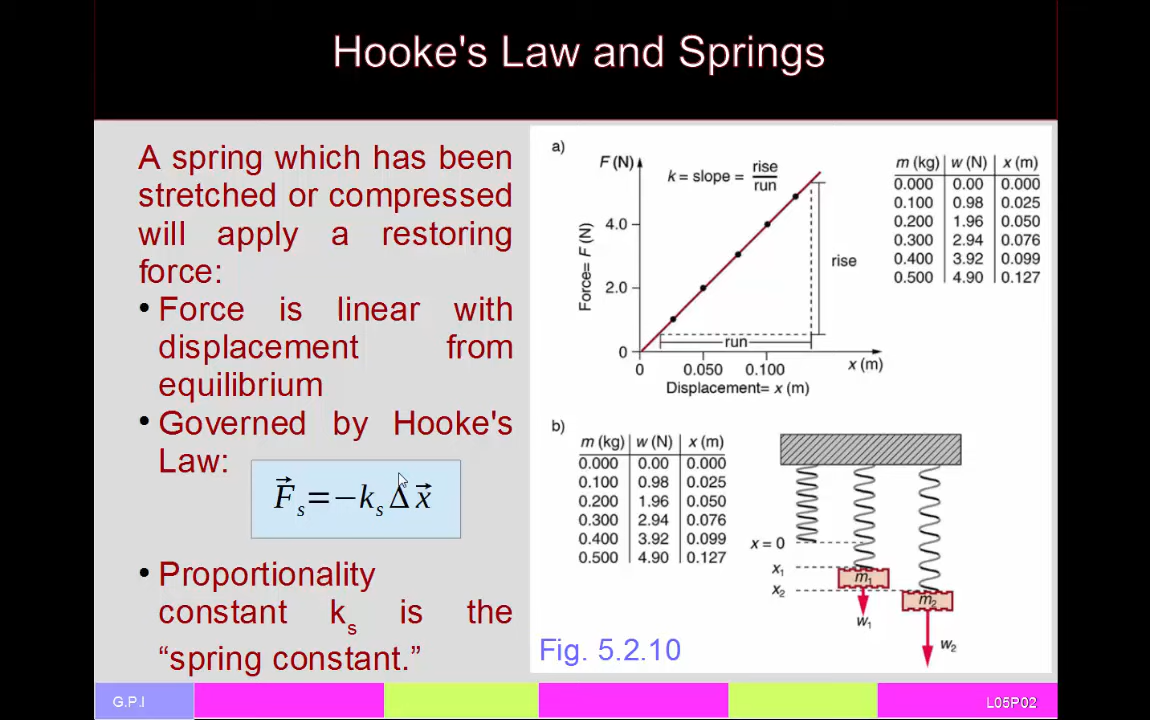 Hooke's Law and Springs
A spring which has been
stretched or compressed
will apply a restoring
force:
• Force is linear with
displacement from
equilibrium
• Governed by Hooke's
Law:
F⃗s=−ksΔx⃗
• Proportionality
constant ks is the
“spring constant.”
a)
F (N)
k = slope = rise/run
4.0
2.0
0
Force= F (N)
rise
run
0 0.050 0.100 x (m)
Displacement= x (m)
m (kg) w (N) x (m)
0.000 0.00 0.000
0.100 0.98 0.025
0.200 1.96 0.050
0.300 2.94 0.076
0.400 3.92 0.099
0.500 4.90 0.127
b)
m (kg) w (N) x (m)
0.000 0.00 0.000
0.100 0.98 0.025
0.200 1.96 0.050
0.300 2.94 0.076
0.400 3.92 0.099
0.500 4.90 0.127
x = 0
x1
x2
m1
m2
w1
w2
Fig. 5.2.10
G.P.I
L05P02